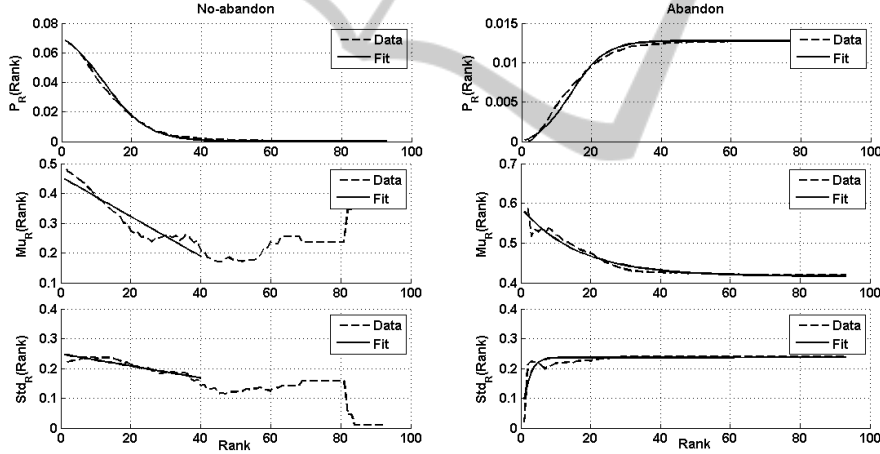 No-abandon
0.08
0.06
0.04
0.02
0
P_R(Rank)
Data
Fit
0 20 40 60 80 100
0.5
0.4
0.3
0.2
0.1
Mu_R(Rank)
Data
Fit
0 20 40 60 80 100
0.4
0.3
0.2
0.1
0
Std_R(Rank)
Data
Fit
0 20 40 60 80 100
Rank
Abandon
0.015
0.01
0.005
0
P_R(Rank)
Data
Fit
0 20 40 60 80 100
0.7
0.6
0.5
0.4
Mu_R(Rank)
Data
Fit
0 20 40 60 80 100
0.4
0.3
0.2
0.1
0
Std_R(Rank)
Data
Fit
0 20 40 60 80 100
Rank